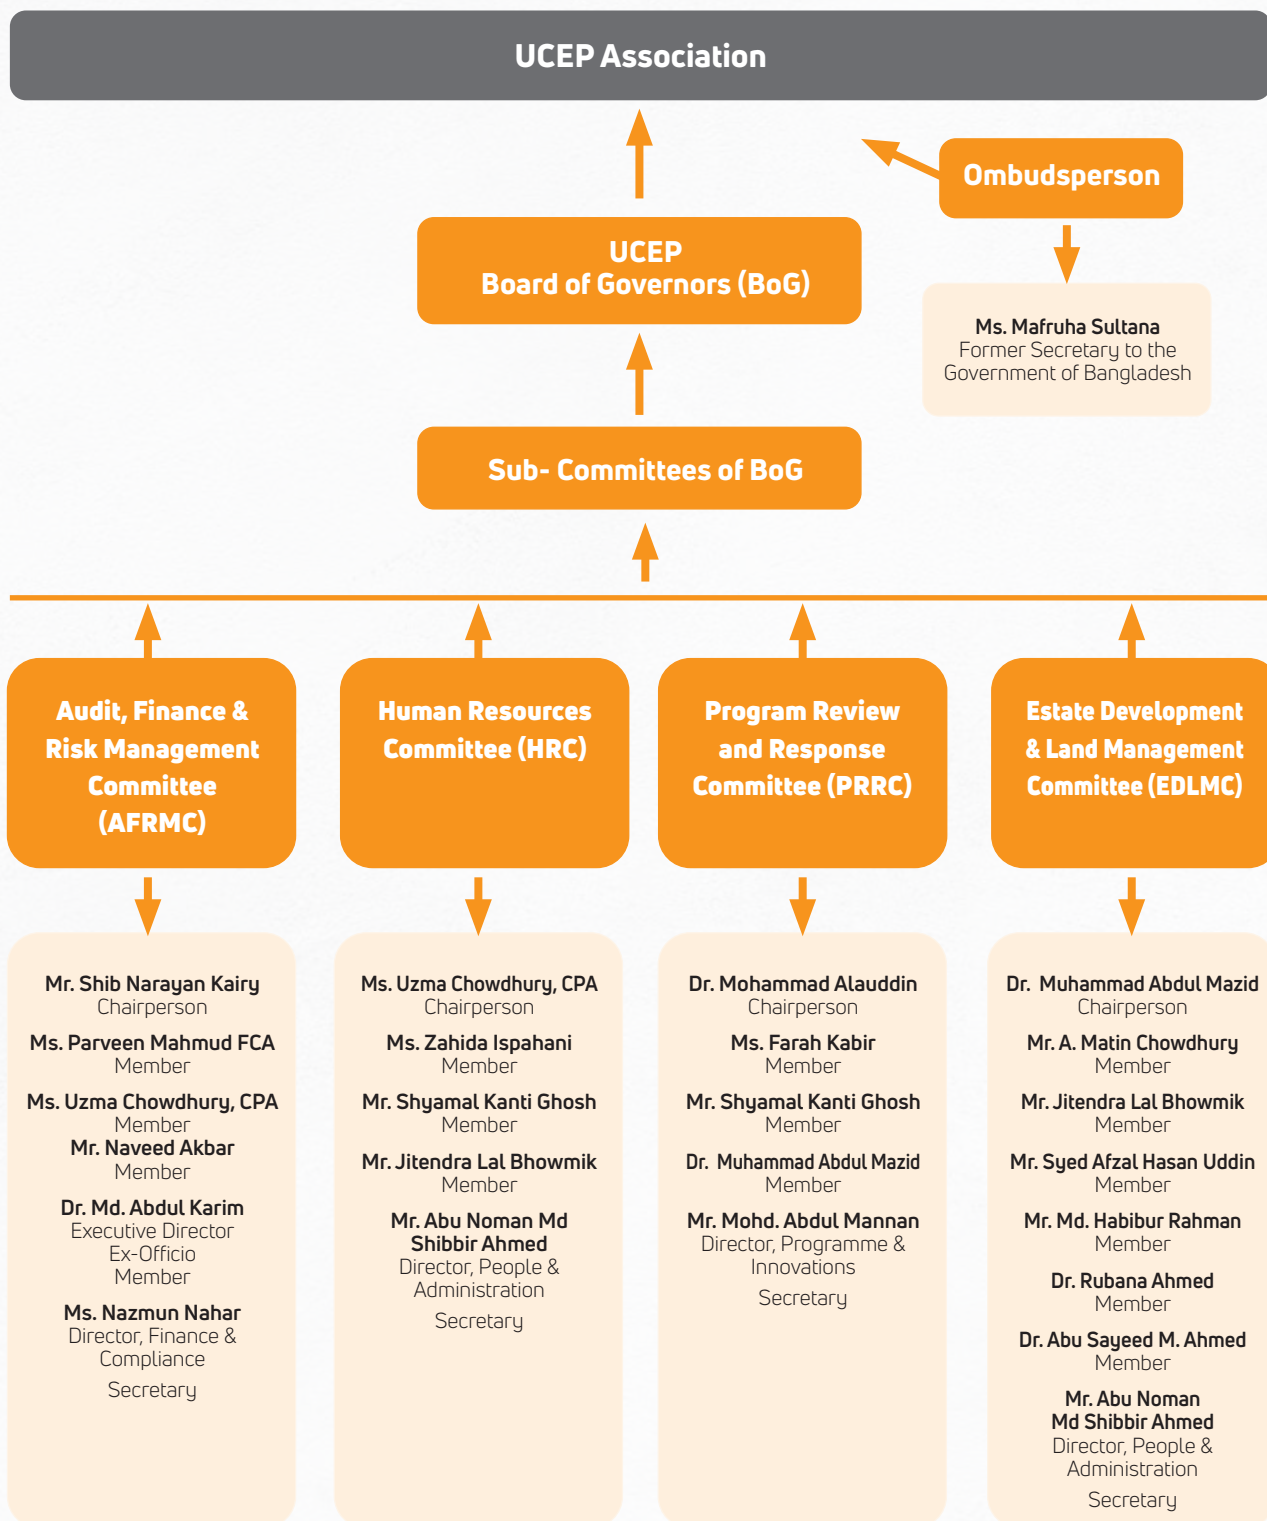 UCEP Association
Ombudsperson
UCEP
Board of Governors (BoG)
Ms. Mafruha Sultana
Former Secretary to the
Government of Bangladesh
Sub- Committees of BoG
Audit, Finance &
Risk Management
Committee
(AFRMC)
Human Resources
Committee (HRC)
Program Review
and Response
Committee (PRRC)
Estate Development
& Land Management
Committee (EDLMC)
Mr. Shib Narayan Kairy
Chairperson
Ms. Parveen Mahmud FCA
Member
Ms. Uzma Chowdhury, CPA
Member
Mr. Naveed Akbar
Member
Dr. Md. Abdul Karim
Executive Director
Ex-Officio
Member
Ms. Nazmun Nahar
Director, Finance &
Compliance
Secretary
Ms. Uzma Chowdhury, CPA
Chairperson
Ms. Zahida Ispahani
Member
Mr. Shyamal Kanti Ghosh
Member
Mr. Jitendra Lal Bhowmik
Member
Mr. Abu Noman Md
Shibbir Ahmed
Director, People &
Administration
Secretary
Dr. Mohammad Alauddin
Chairperson
Ms. Farah Kabir
Member
Mr. Shyamal Kanti Ghosh
Member
Dr. Muhammad Abdul Mazid
Member
Mr. Mohd. Abdul Mannan
Director, Programme &
Innovations
Secretary
Dr. Muhammad Abdul Mazid
Chairperson
Mr. A. Matin Chowdhury
Member
Mr. Jitendra Lal Bhowmik
Member
Mr. Syed Afzal Hasan Uddin
Member
Mr. Md. Habibur Rahman
Member
Dr. Rubana Ahmed
Member
Dr. Abu Sayeed M. Ahmed
Member
Mr. Abu Noman
Md Shibbir Ahmed
Director, People &
Administration
Secretary